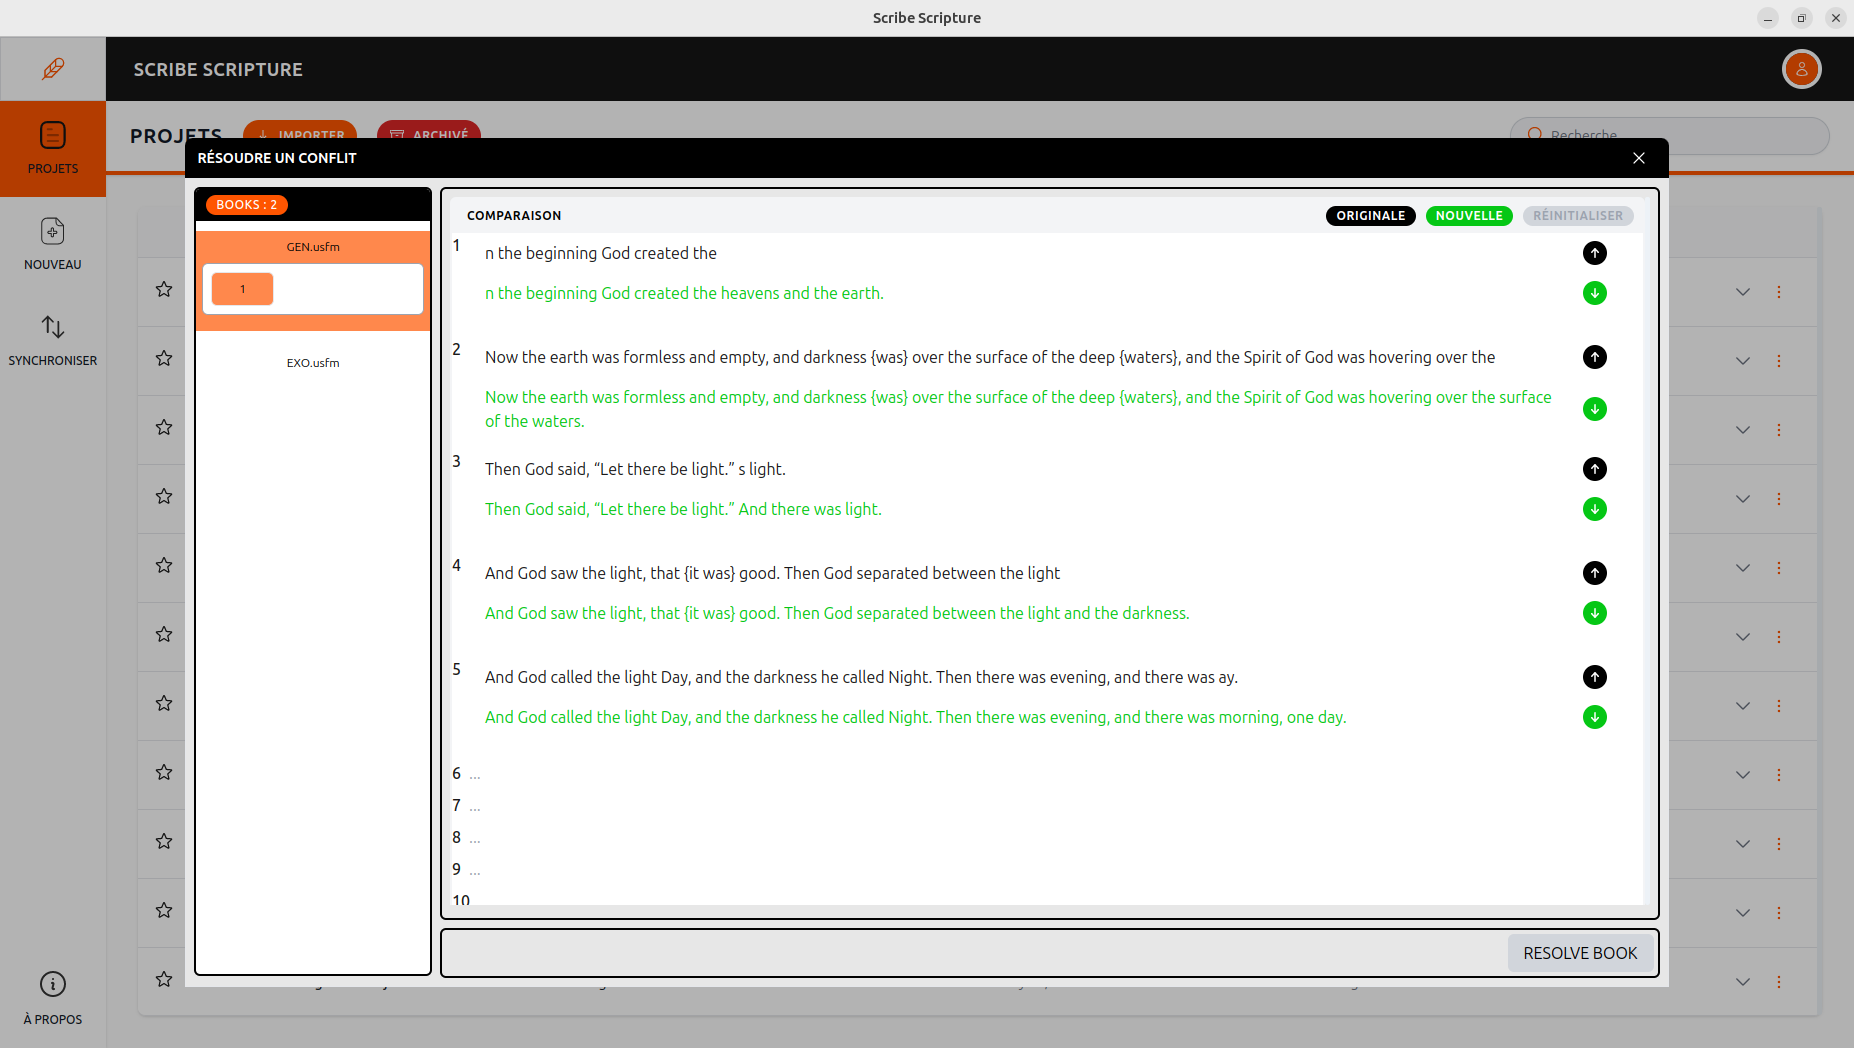 Scribe Scripture
SCRIBE SCRIPTURE
PROJETS
IMPORTER
ARCHIVÉ
Recherche
PROJETS
NOUVEAU
SYNCHRONISER
À PROPOS
RÉSOUDRE UN CONFLIT
BOOKS : 2
GEN.usfm
1
EXO.usfm
COMPARAISON
ORIGINALE
NOUVELLE
RÉINITIALISER
1
n the beginning God created the
n the beginning God created the heavens and the earth.
2
Now the earth was formless and empty, and darkness {was} over the surface of the deep {waters}, and the Spirit of God was hovering over the
Now the earth was formless and empty, and darkness {was} over the surface of the deep {waters}, and the Spirit of God was hovering over the surface
of the waters.
3
Then God said, “Let there be light.” s light.
Then God said, “Let there be light.” And there was light.
4
And God saw the light, that {it was} good. Then God separated between the light
And God saw the light, that {it was} good. Then God separated between the light and the darkness.
5
And God called the light Day, and the darkness he called Night. Then there was evening, and there was ay.
And God called the light Day, and the darkness he called Night. Then there was evening, and there was morning, one day.
6 ...
7 ...
8 ...
9 ...
10
RESOLVE BOOK